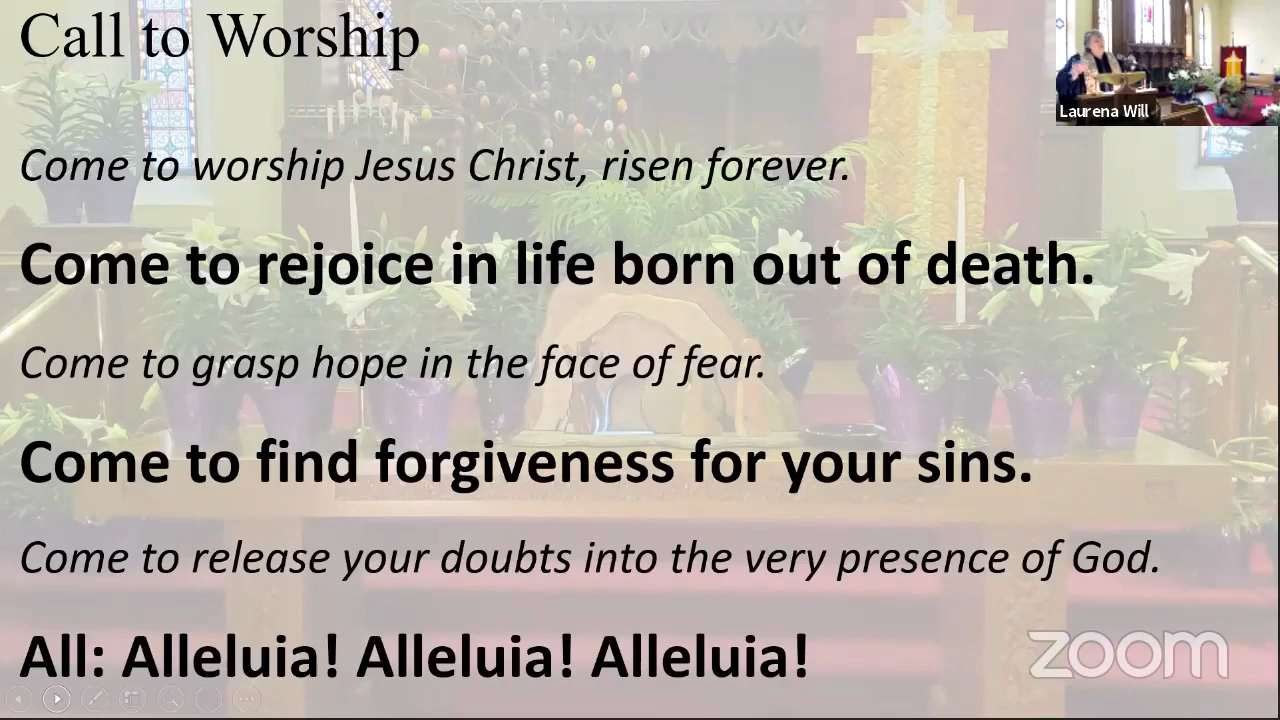 Call to Worship
Laurena Will
Come to worship Jesus Christ, risen forever.
Come to rejoice in life born out of death.
Come to grasp hope in the face of fear.
Come to find forgiveness for your sins.
Come to release your doubts into the very presence of God.
All: Alleluia! Alleluia! Alleluia!
zoom